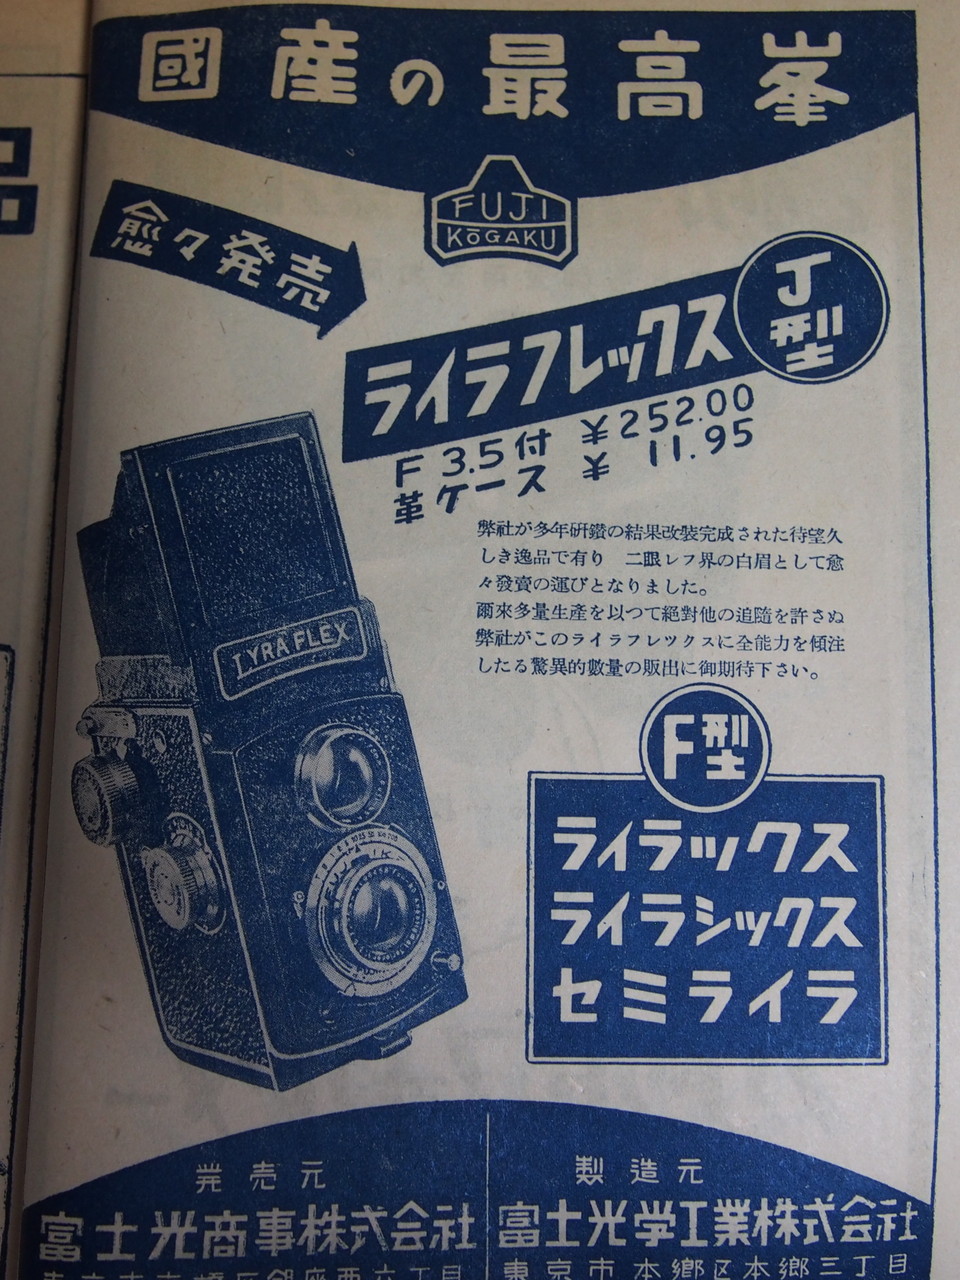 國産の最高峯
FUJI
KōGAKU
愈々発売
ライラフレックス
J型
F 3.5付 ¥252.00
革ケース ¥ 11.95
弊社が多年研鑽の結果改裝完成された待望久
しき逸品で有り 二眼レフ界の白眉として愈
々發賣の運びとなりました。
爾來多量生産を以つて絕對他の追隨を許さぬ
弊社がこのライラフレツクスに全能力を傾注
したる驚異的數量の販出に御期待下さい。
LYRAFLEX
F型
ライラックス
ライラシックス
セミライラ
発売元
富士光商事株式会社
製造元
富士光学工業株式会社
東京市本郷区本郷三丁目